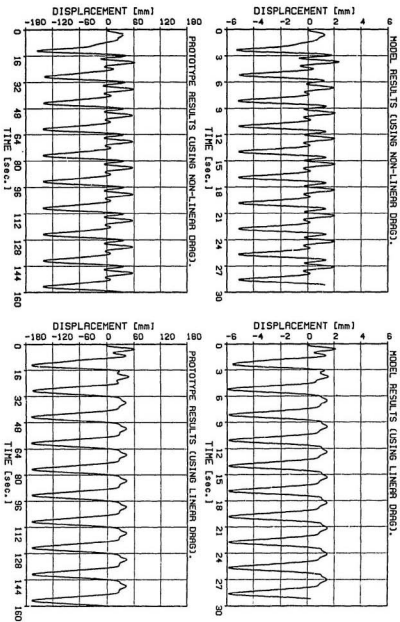 MODEL RESULTS (USING NON-LINEAR DRAG).
DISPLACEMENT [mm]
-6 -4 -2 0 2 4 6
0 3 6 9 12 15 18 21 24 27 30
TIME [sec.]
MODEL RESULTS (USING LINEAR DRAG).
DISPLACEMENT [mm]
-6 -4 -2 0 2 4 6
0 3 6 9 12 15 18 21 24 27 30
TIME [sec.]
PROTOTYPE RESULTS (USING NON-LINEAR DRAG).
DISPLACEMENT [mm]
-180 -120 -60 0 60 120 180
0 16 32 48 64 80 96 112 128 144 160
TIME [sec.]
PROTOTYPE RESULTS (USING LINEAR DRAG).
DISPLACEMENT [mm]
-180 -120 -60 0 60 120 180
0 16 32 48 64 80 96 112 128 144 160
TIME [sec.]